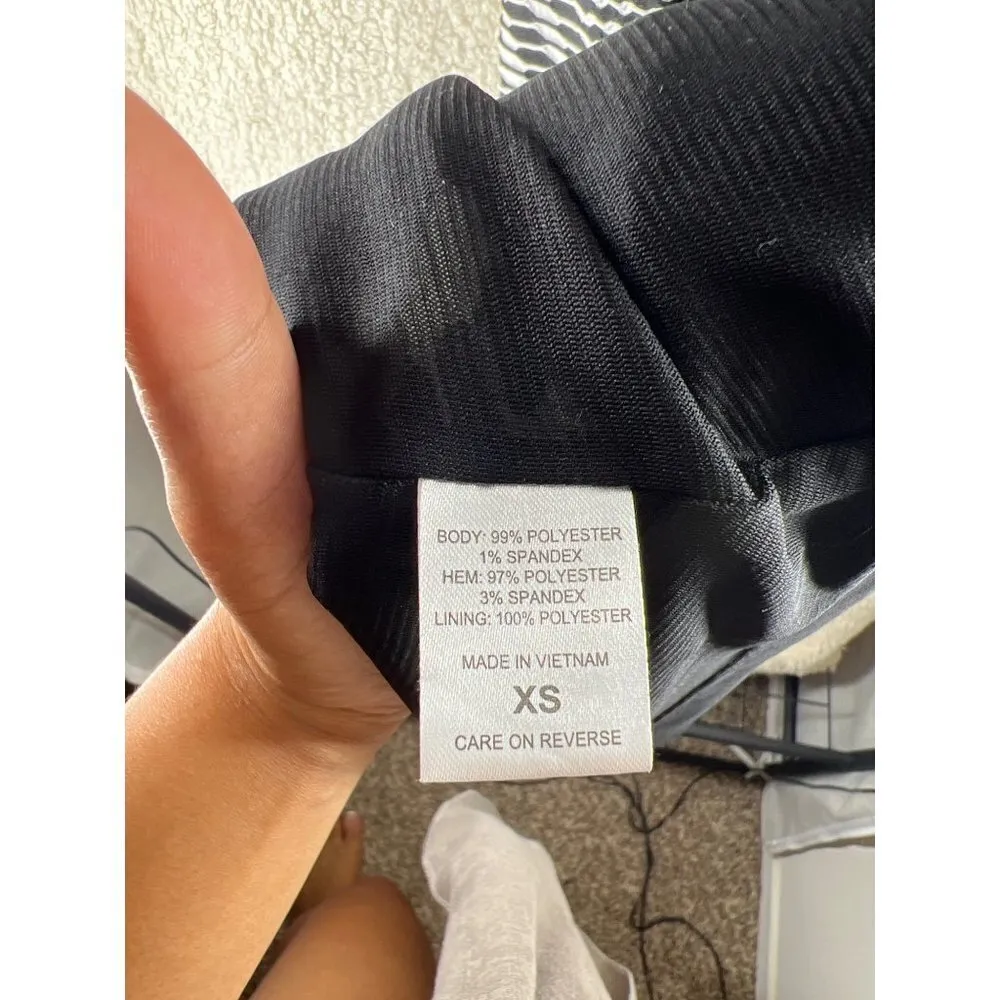 BODY: 99% POLYESTER
1% SPANDEX
HEM: 97% POLYESTER
3% SPANDEX
LINING: 100% POLYESTER
MADE IN VIETNAM
XS
CARE ON REVERSE